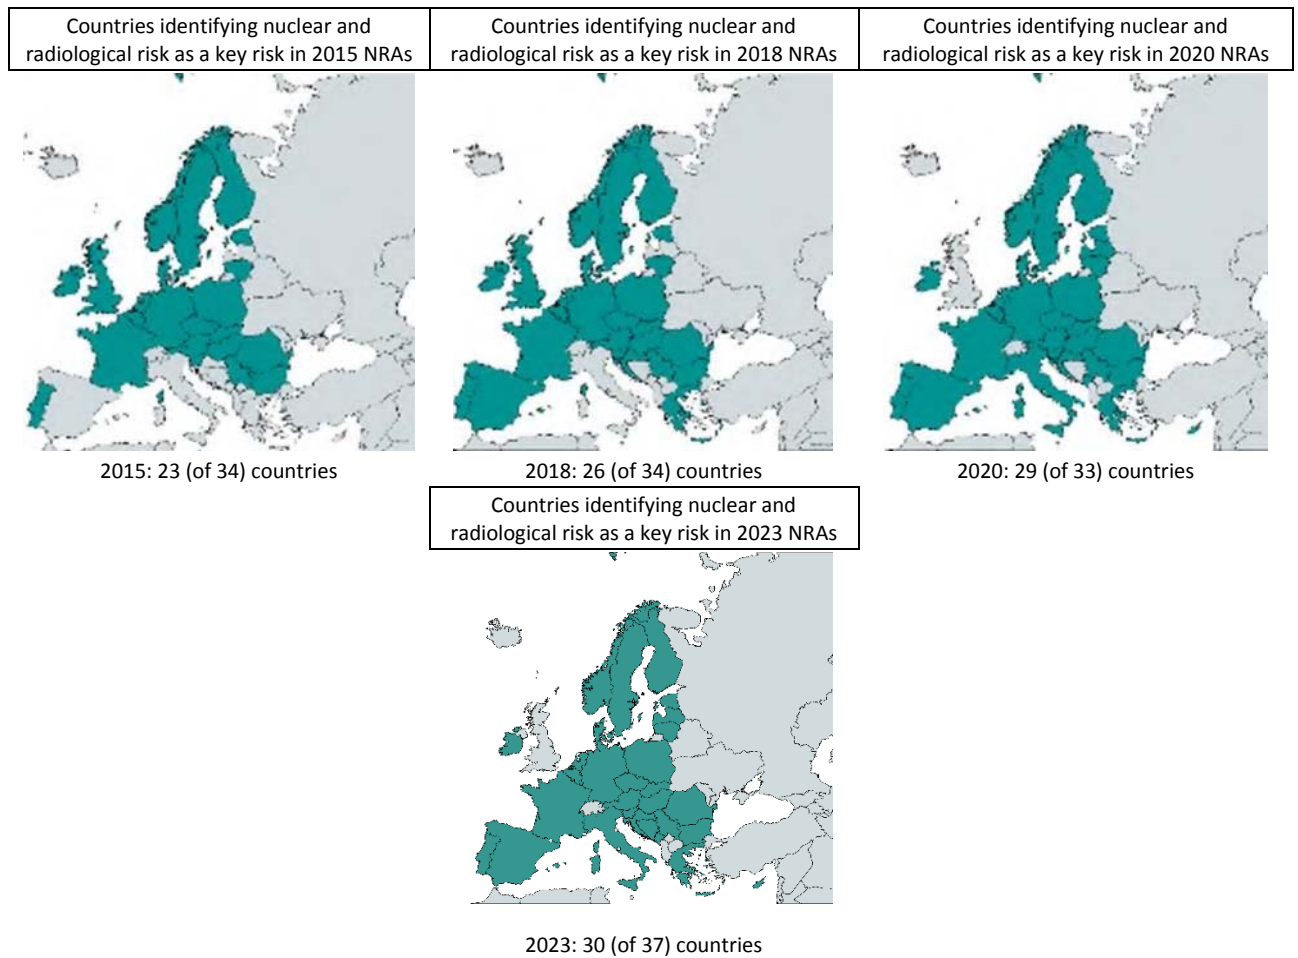 Countries identifying nuclear and
radiological risk as a key risk in 2015 NRAs
Countries identifying nuclear and
radiological risk as a key risk in 2018 NRAs
Countries identifying nuclear and
radiological risk as a key risk in 2020 NRAs
2015: 23 (of 34) countries
2018: 26 (of 34) countries
2020: 29 (of 33) countries
Countries identifying nuclear and
radiological risk as a key risk in 2023 NRAs
2023: 30 (of 37) countries